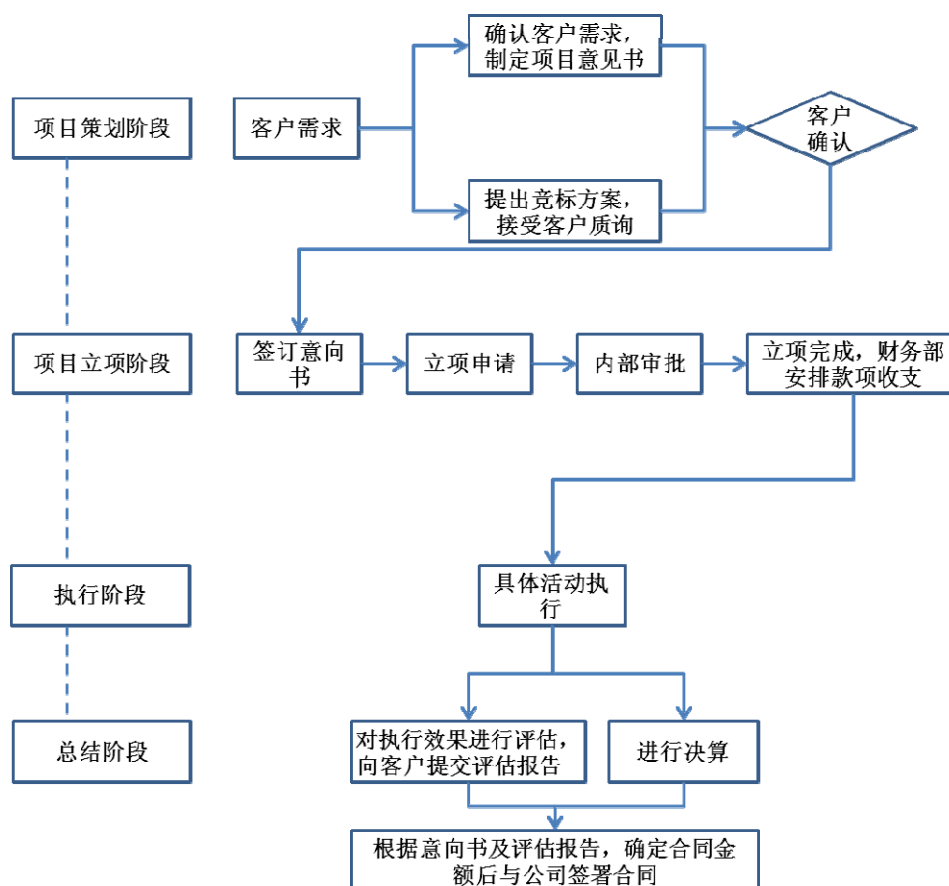 确认客户需求，
制定项目意见书
项目策划阶段
客户需求
客户
确认
提出竞标方案，
接受客户质询
项目立项阶段
签订意向
书
立项申请
内部审批
立项完成，财务部
安排款项收支
执行阶段
具体活动执
行
总结阶段
对执行效果进行评估，
向客户提交评估报告
进行决算
根据意向书及评估报告，确定合同金
额后与公司签署合同